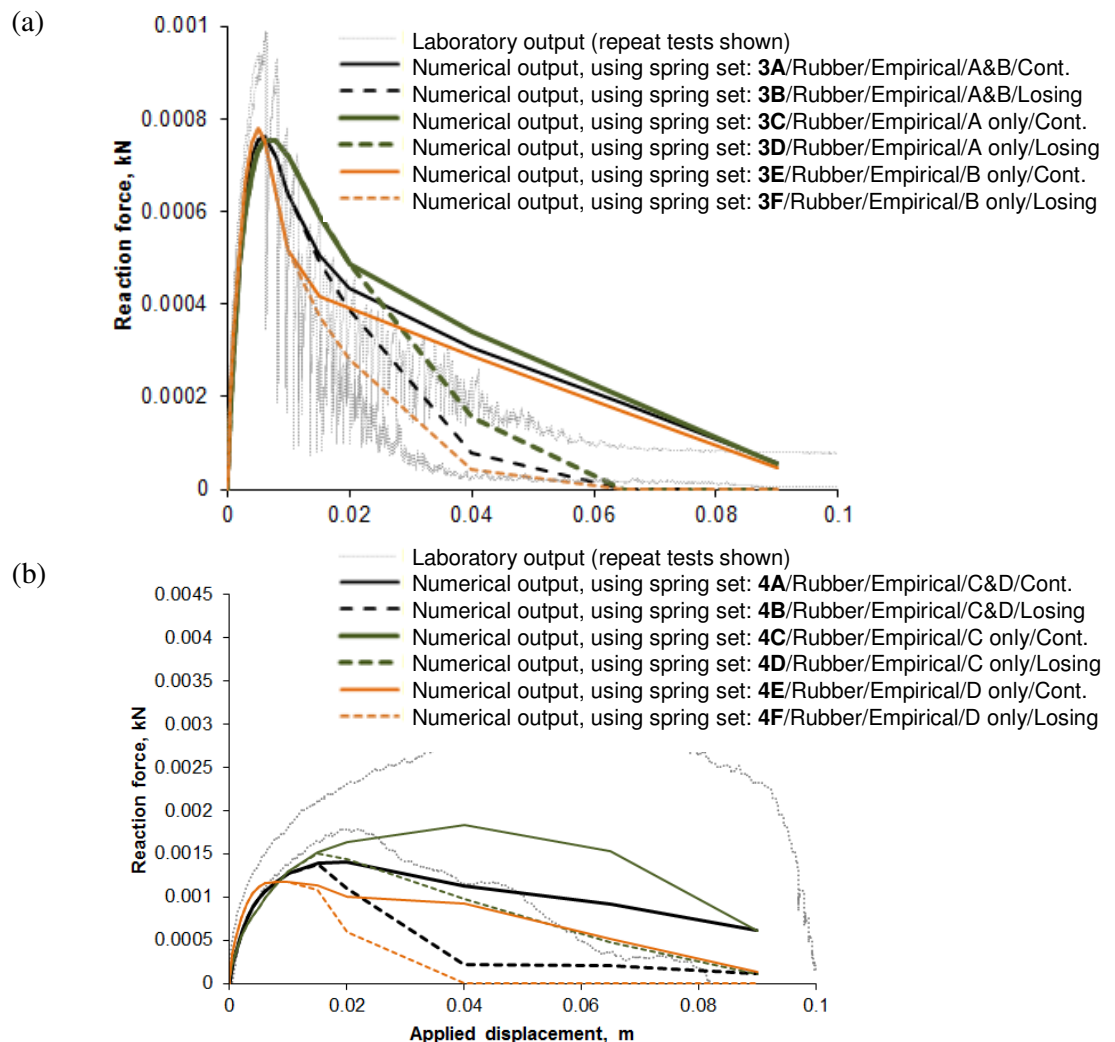 (a)
0.001
0.0008
0.0006
0.0004
0.0002
0
Reaction force, kN
Laboratory output (repeat tests shown)
Numerical output, using spring set: 3A/Rubber/Empirical/A&B/Cont.
Numerical output, using spring set: 3B/Rubber/Empirical/A&B/Losing
Numerical output, using spring set: 3C/Rubber/Empirical/A only/Cont.
Numerical output, using spring set: 3D/Rubber/Empirical/A only/Losing
Numerical output, using spring set: 3E/Rubber/Empirical/B only/Cont.
Numerical output, using spring set: 3F/Rubber/Empirical/B only/Losing
0 0.02 0.04 0.06 0.08 0.1
(b)
Laboratory output (repeat tests shown)
Numerical output, using spring set: 4A/Rubber/Empirical/C&D/Cont.
Numerical output, using spring set: 4B/Rubber/Empirical/C&D/Losing
Numerical output, using spring set: 4C/Rubber/Empirical/C only/Cont.
Numerical output, using spring set: 4D/Rubber/Empirical/C only/Losing
Numerical output, using spring set: 4E/Rubber/Empirical/D only/Cont.
Numerical output, using spring set: 4F/Rubber/Empirical/D only/Losing
0.0045
0.004
0.0035
0.003
0.0025
0.002
0.0015
0.001
0.0005
0
Reaction force, kN
0 0.02 0.04 0.06 0.08 0.1
Applied displacement, m